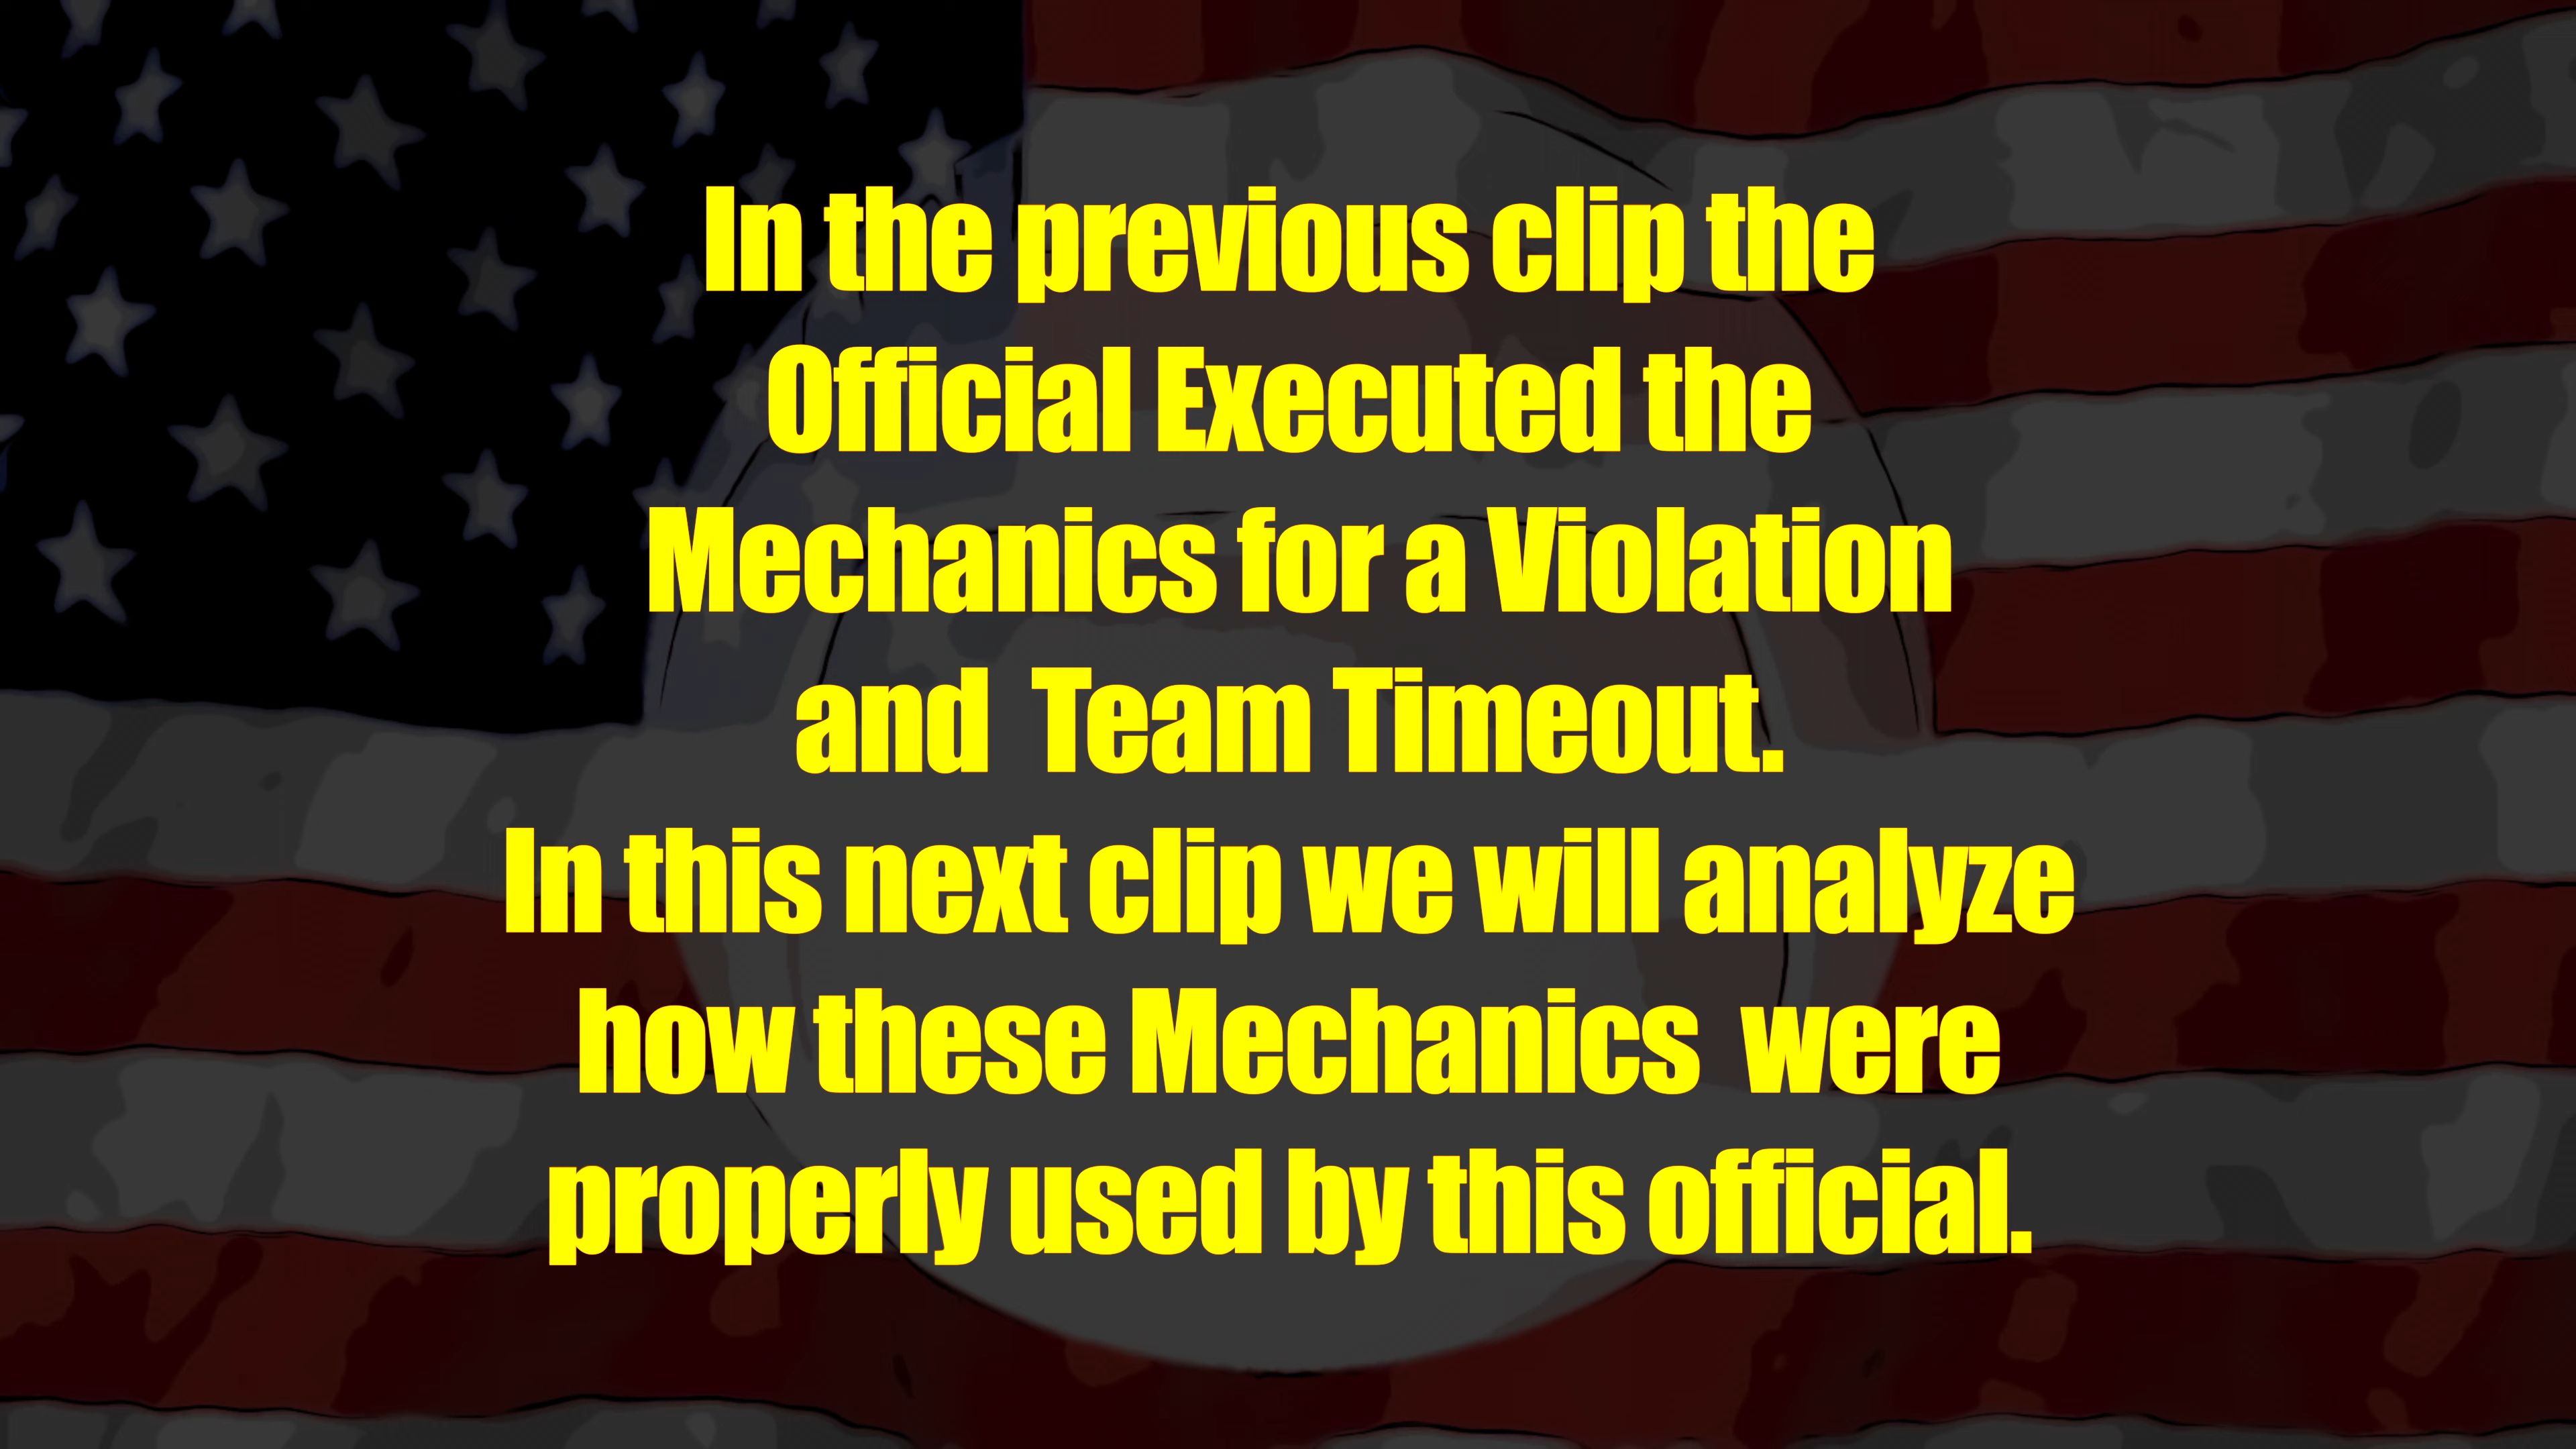 In the previous clip the
Official Executed the
Mechanics for a Violation
and  Team Timeout.
In this next clip we will analyze
how these Mechanics  were
properly used by this official.